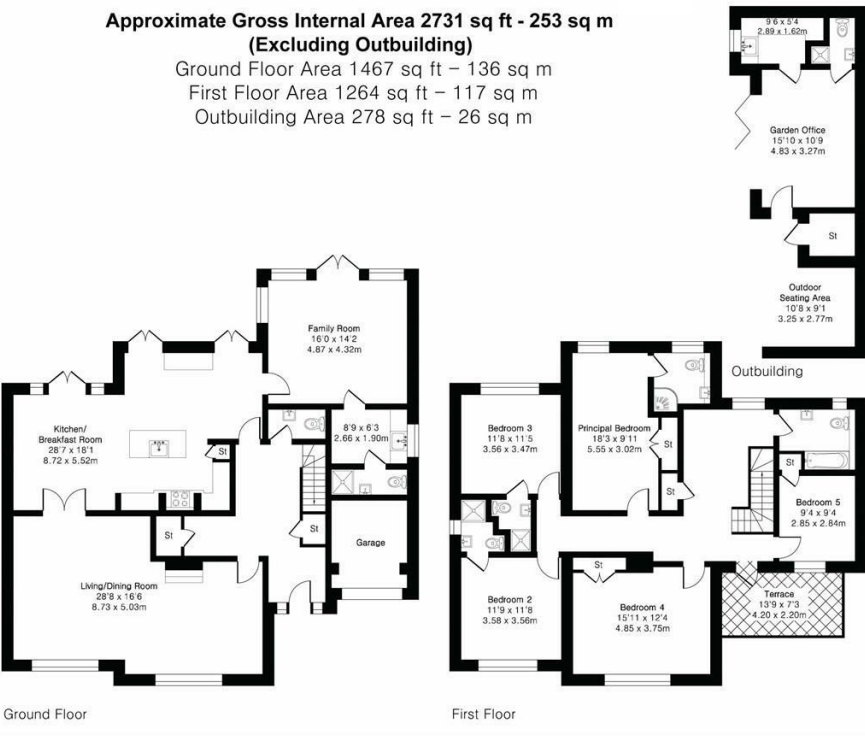 Approximate Gross Internal Area 2731 sq ft - 253 sq m
(Excluding Outbuilding)
Ground Floor Area 1467 sq ft – 136 sq m
First Floor Area 1264 sq ft – 117 sq m
Outbuilding Area 278 sq ft – 26 sq m
9'6 x 5'4
2.89 x 1.62m
Garden Office
15'10 x 10'9
4.83 x 3.27m
St
Outdoor
Seating Area
10'8 x 9'1
3.25 x 2.77m
Outbuilding
Family Room
16'0 x 14'2
4.87 x 4.32m
Kitchen/
Breakfast Room
28'7 x 18'1
8.72 x 5.52m
8'9 x 6'3
2.66 x 1.90m
St
St
St
Garage
Living/Dining Room
28'8 x 16'6
8.73 x 5.03m
Ground Floor
Bedroom 3
11'8 x 11'5
3.56 x 3.47m
Principal Bedroom
18'3 x 9'11
5.55 x 3.02m
St
St
St
Bedroom 5
9'4 x 9'4
2.85 x 2.84m
St
Bedroom 2
11'9 x 11'8
3.58 x 3.56m
Bedroom 4
15'11 x 12'4
4.85 x 3.75m
Terrace
13'9 x 7'3
4.20 x 2.20m
First Floor